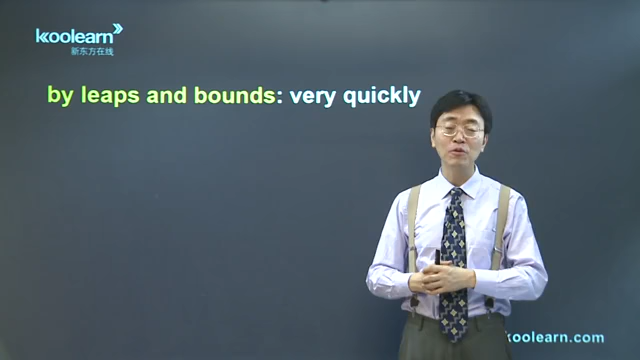 koolearn
新东方在线
by leaps and bounds: very quickly
koolearn.com